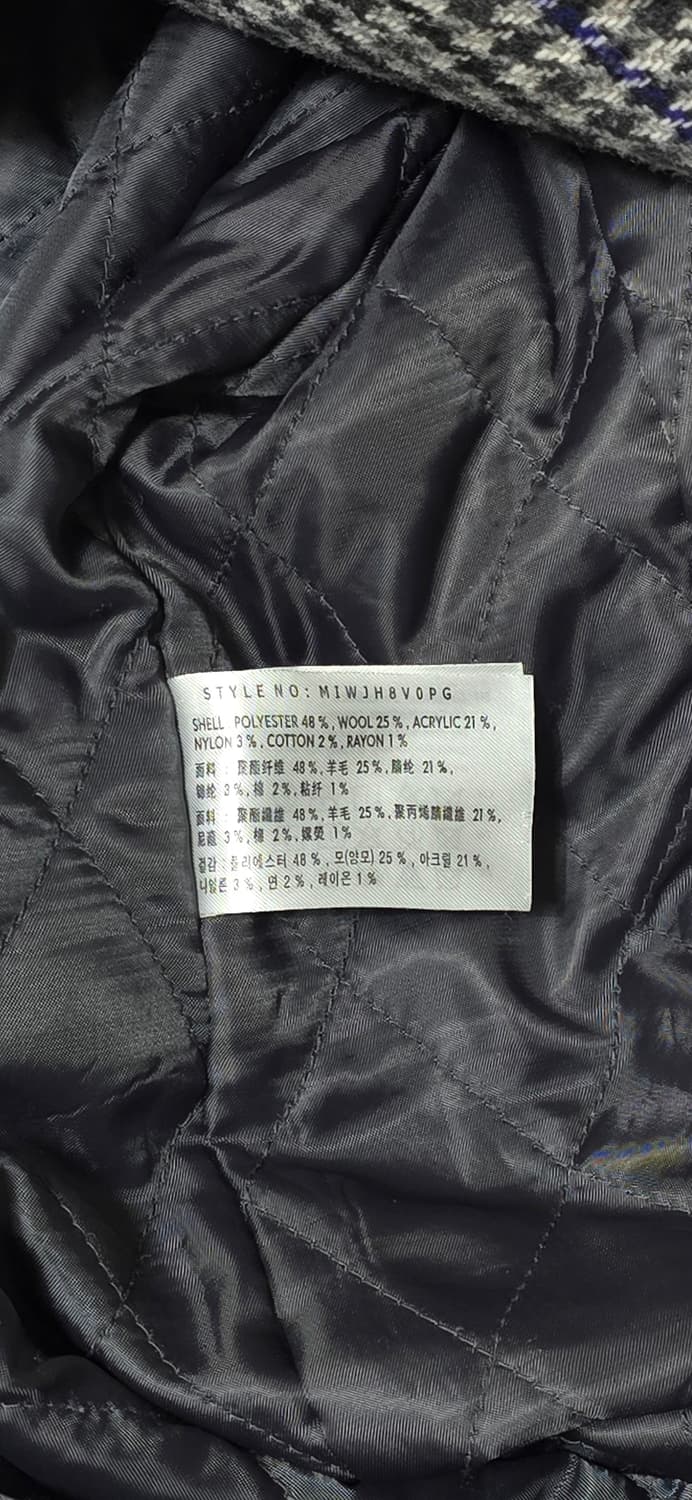 STYLE NO: MIWJH8V0PG
SHELL POLYESTER 48%, WOOL 25%, ACRYLIC 21%,
NYLON 3%, COTTON 2%, RAYON 1%
面料: 聚酯纤维 48%,羊毛 25%,腈纶 21%,
锦纶 3%,棉 2%,粘纤 1%
面料: 聚酯纖維 48%,羊毛 25%,聚丙烯腈纖維 21%,
尼龍 3%,棉 2%,嫘縈 1%
겉감: 폴리에스터 48%, 모(양모) 25%, 아크릴 21%,
나일론 3%, 면 2%, 레이온 1%